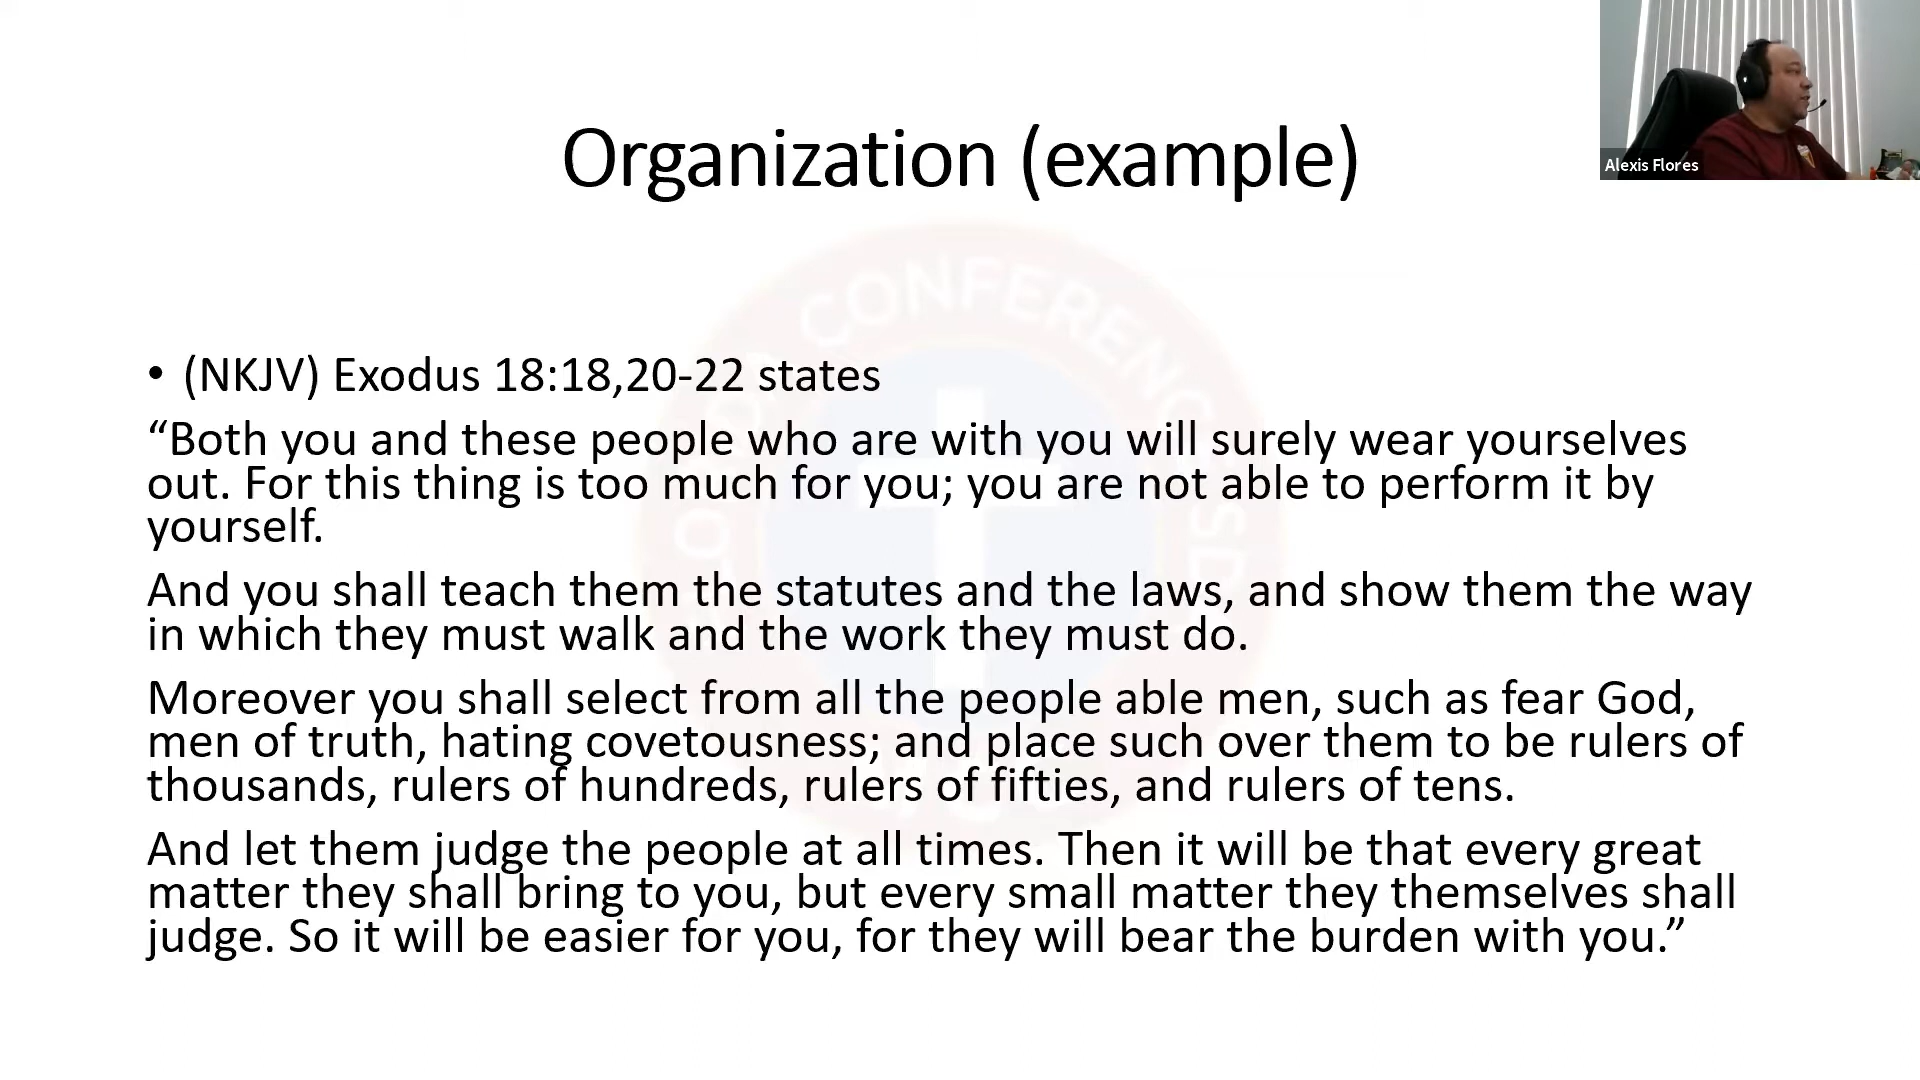 Organization (example)
Alexis Flores
CONFERENC
• (NKJV) Exodus 18:18,20-22 states
“Both you and these people who are with you will surely wear yourselves
out. For this thing is too much for you; you are not able to perform it by
yourself.
And you shall teach them the statutes and the laws, and show them the way
in which they must walk and the work they must do.
Moreover you shall select from all the people able men, such as fear God,
men of truth, hating covetousness; and place such over them to be rulers of
thousands, rulers of hundreds, rulers of fifties, and rulers of tens.
And let them judge the people at all times. Then it will be that every great
matter they shall bring to you, but every small matter they themselves shall
judge. So it will be easier for you, for they will bear the burden with you.”